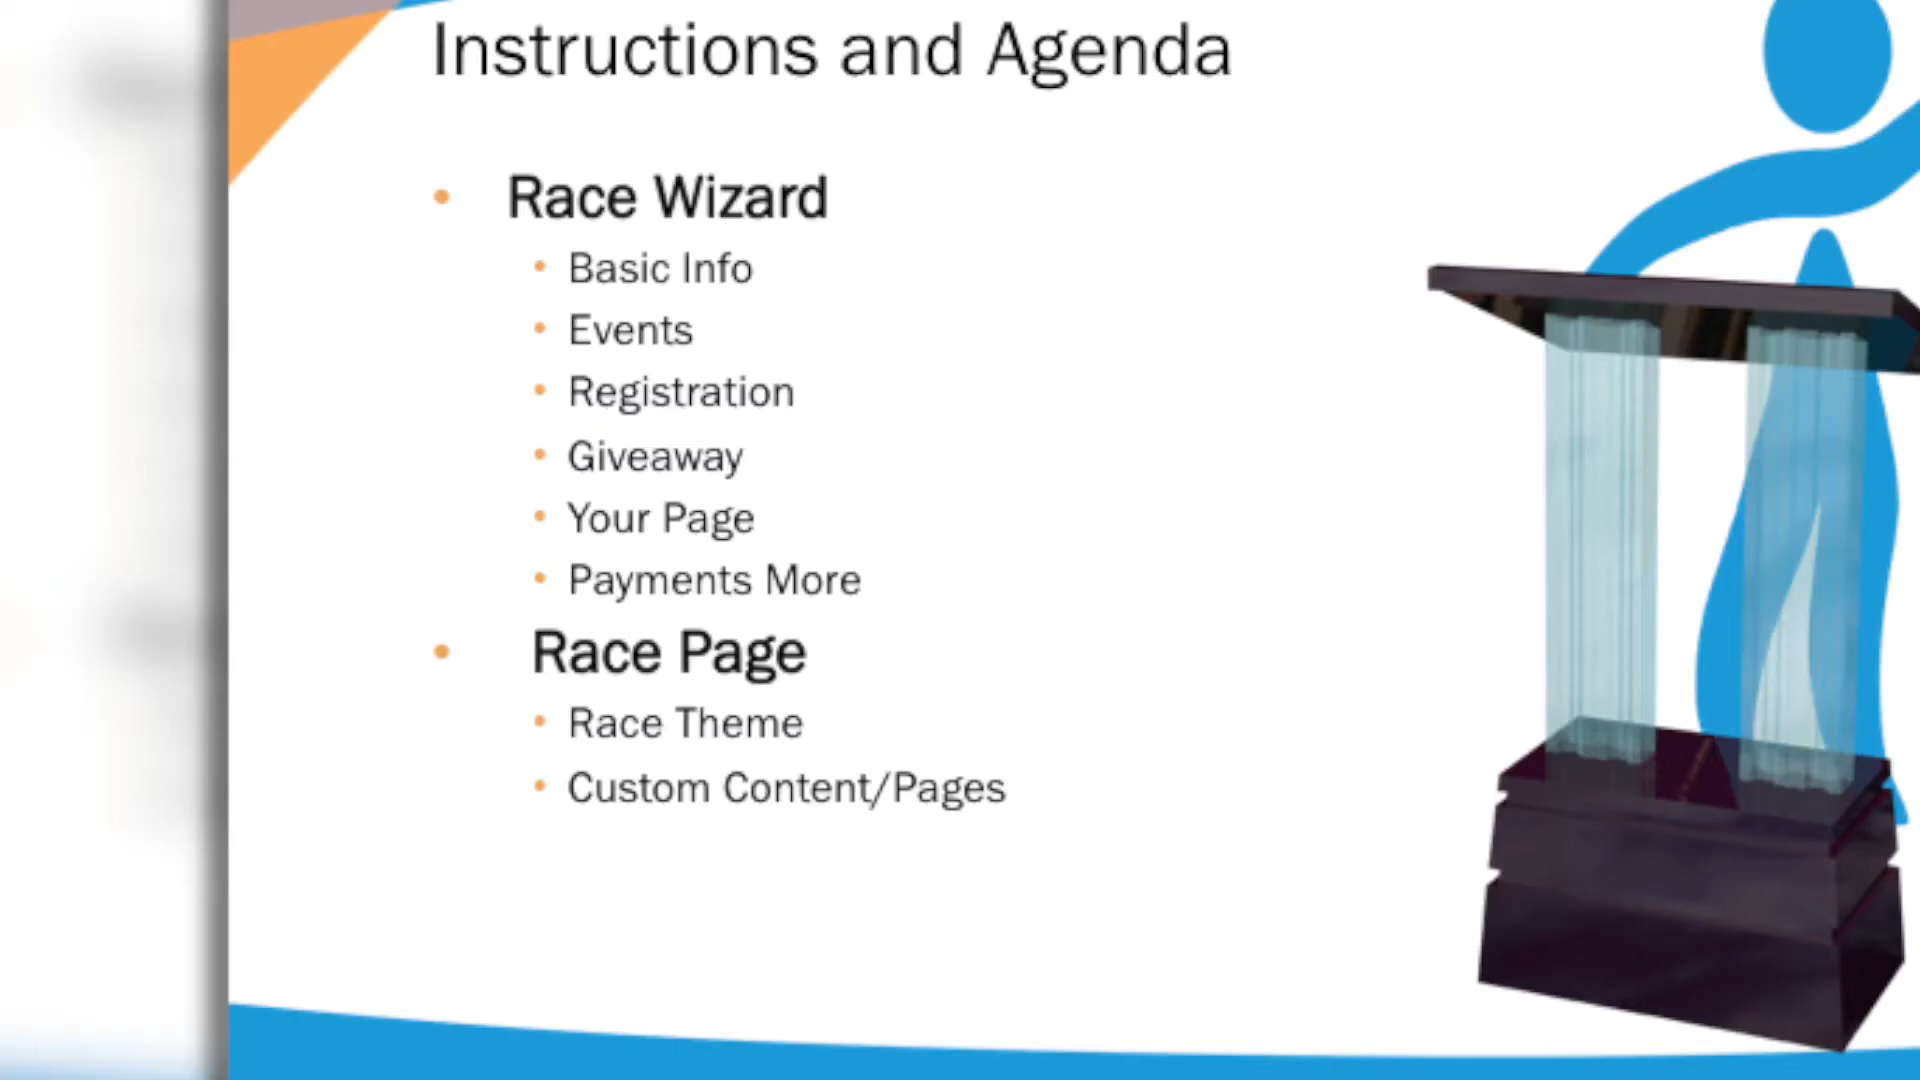 Instructions and Agenda
Race Wizard
Basic Info
Events
Registration
Giveaway
Your Page
Payments More
Race Page
Race Theme
Custom Content/Pages